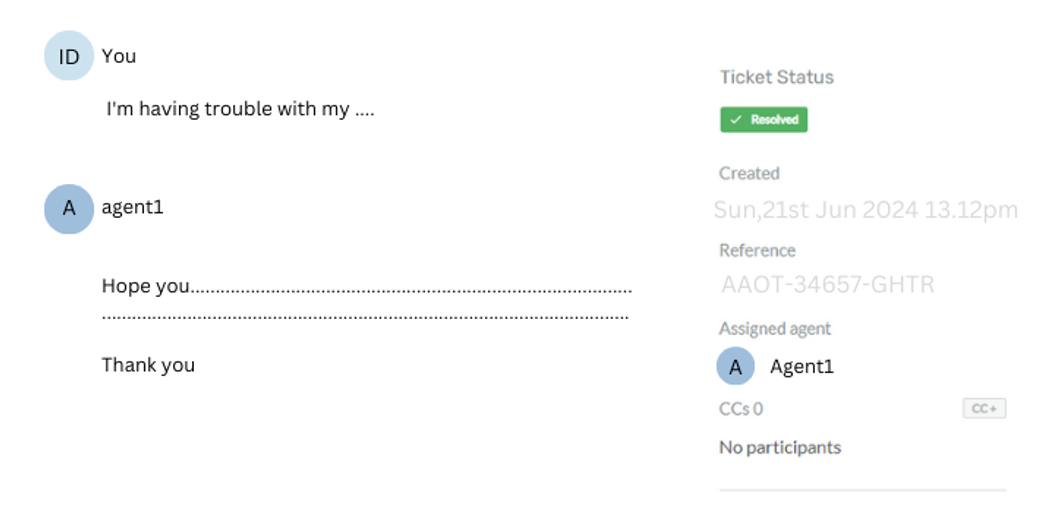 ID You
I'm having trouble with my ....
A agent1
Hope you........................................................................................
.........................................................................................................
Thank you
Ticket Status
✓ Resolved
Created
Sun,21st Jun 2024 13.12pm
Reference
AAOT-34657-GHTR
Assigned agent
A Agent1
CCs 0 CC+
No participants